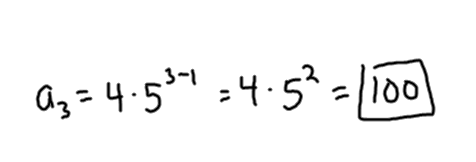 a₃ = 4 · 5³⁻¹ = 4 · 5² = 100